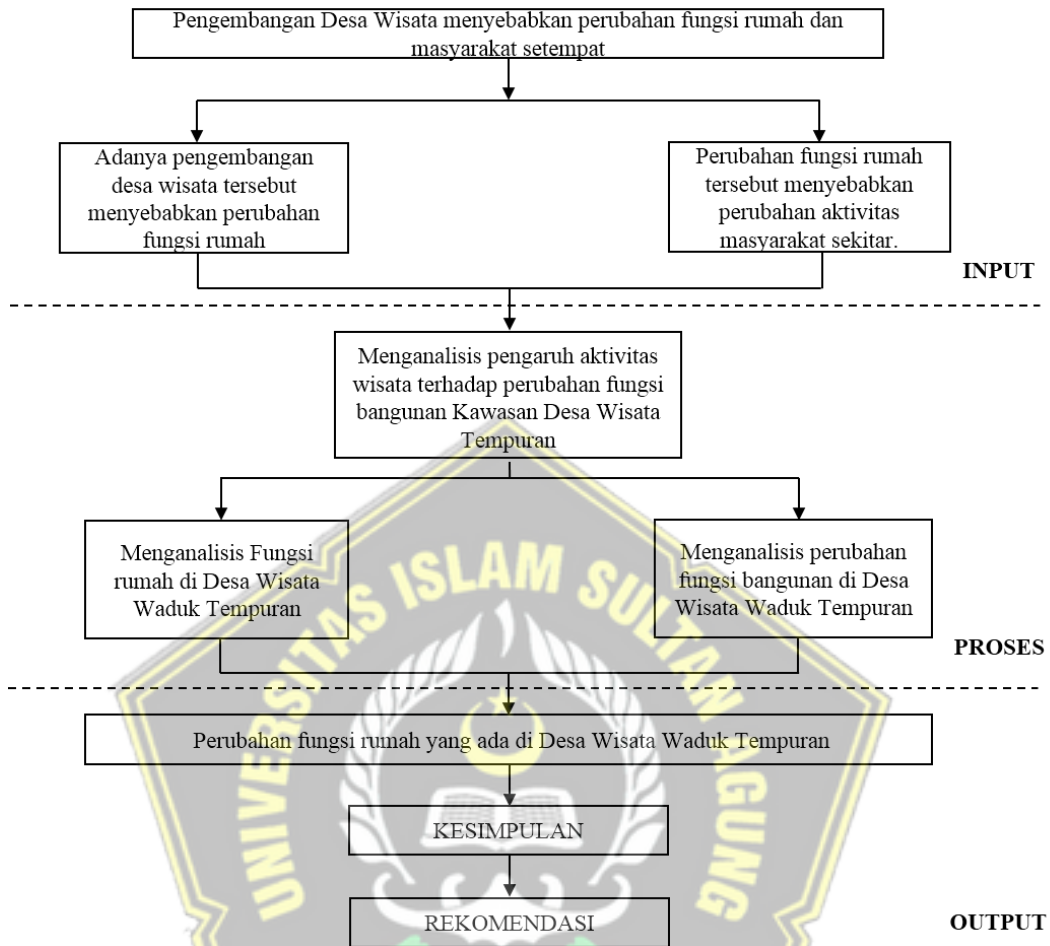 Pengembangan Desa Wisata menyebabkan perubahan fungsi rumah dan
masyarakat setempat
Adanya pengembangan
desa wisata tersebut
menyebabkan perubahan
fungsi rumah
Perubahan fungsi rumah
tersebut menyebabkan
perubahan aktivitas
masyarakat sekitar.
INPUT
Menganalisis pengaruh aktivitas
wisata terhadap perubahan fungsi
bangunan Kawasan Desa Wisata
Tempuran
Menganalisis Fungsi
rumah di Desa Wisata
Waduk Tempuran
Menganalisis perubahan
fungsi bangunan di Desa
Wisata Waduk Tempuran
PROSES
Perubahan fungsi rumah yang ada di Desa Wisata Waduk Tempuran
KESIMPULAN
REKOMENDASI
OUTPUT
UNIVERSITAS ISLAM SULTAN AGUNG